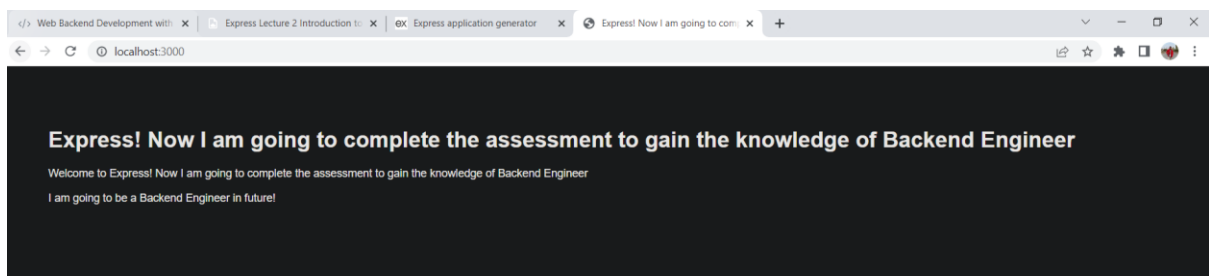 </> Web Backend Development with
Express Lecture 2 Introduction to
ex Express application generator
Express! Now I am going to com
localhost:3000
Express! Now I am going to complete the assessment to gain the knowledge of Backend Engineer
Welcome to Express! Now I am going to complete the assessment to gain the knowledge of Backend Engineer
I am going to be a Backend Engineer in future!